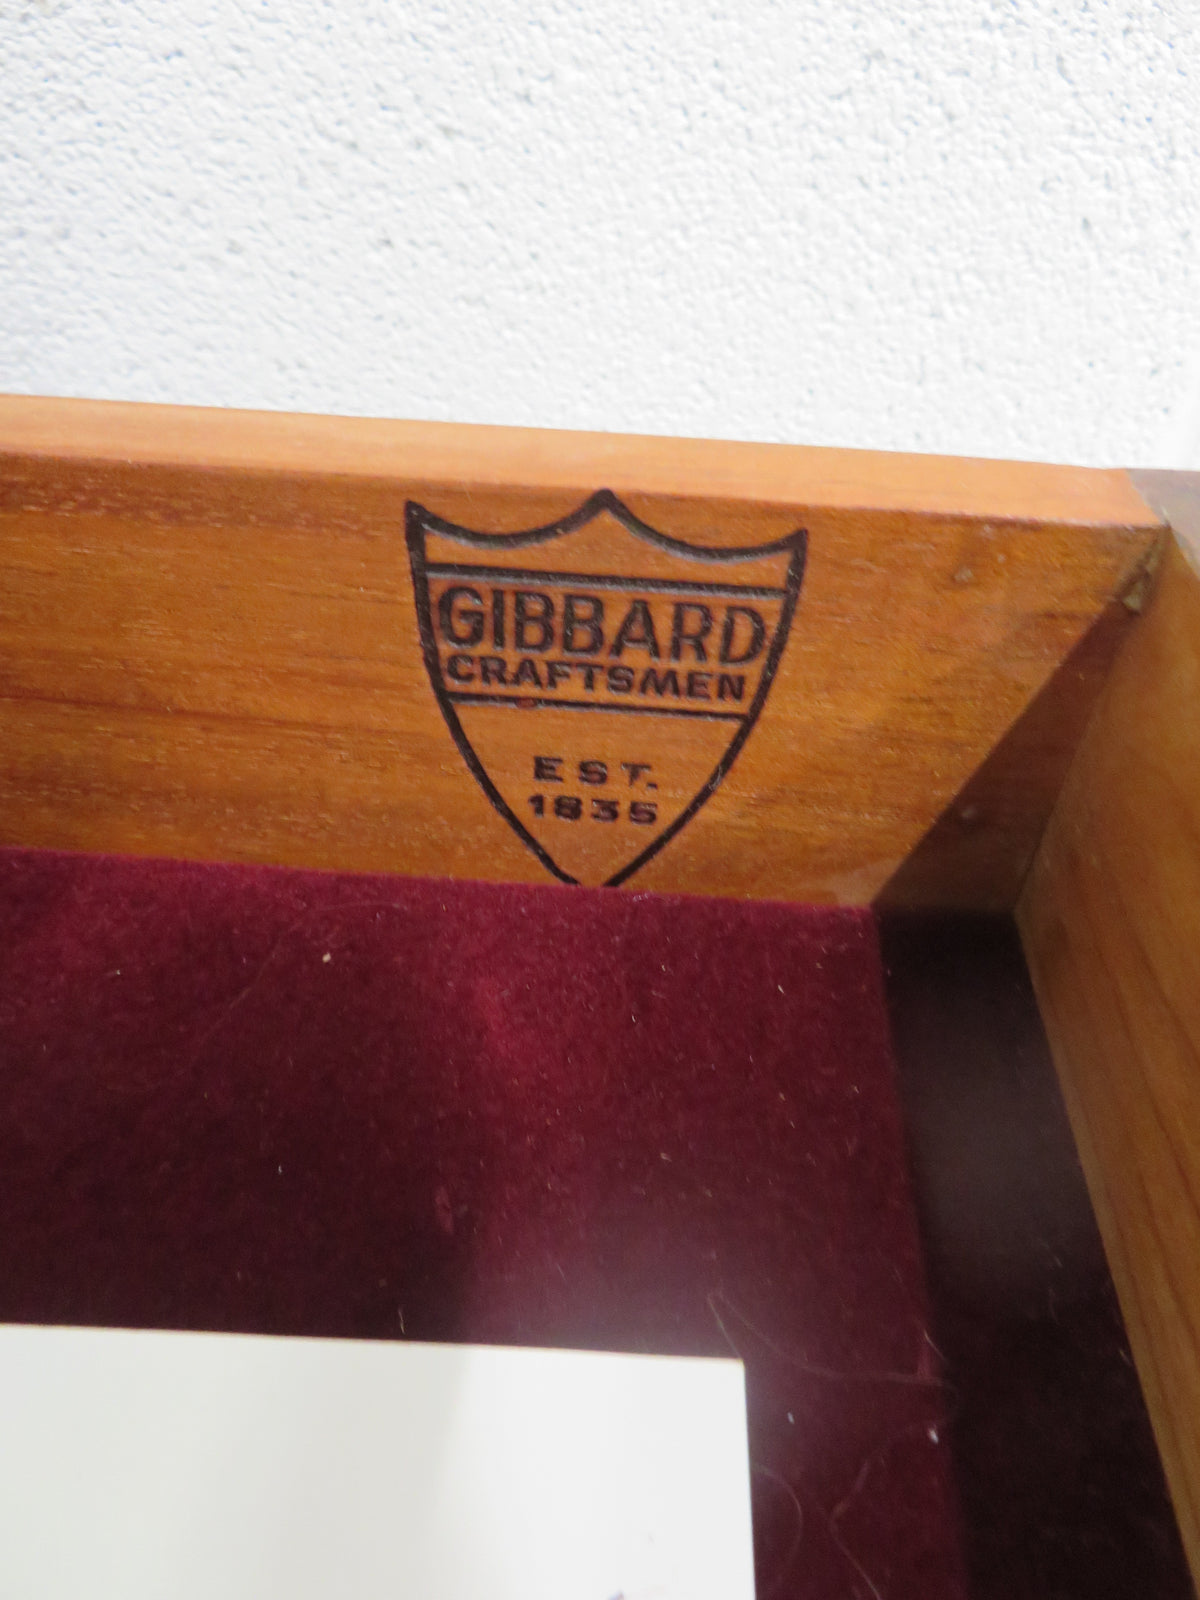 GIBBARD
CRAFTSMEN
EST.
1835